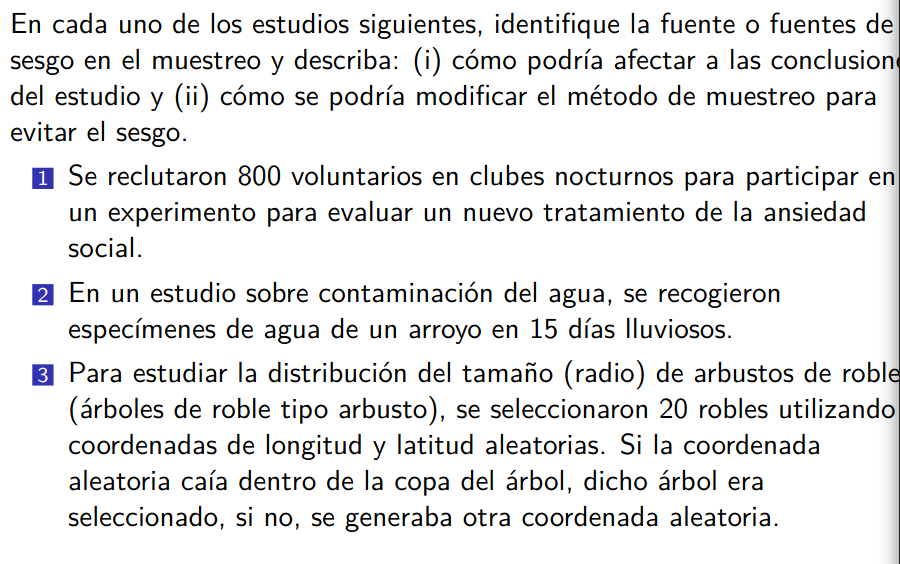 En cada uno de los estudios siguientes, identifique la fuente o fuentes de
sesgo en el muestreo y describa: (i) cómo podría afectar a las conclusione
del estudio y (ii) cómo se podría modificar el método de muestreo para
evitar el sesgo.
1 Se reclutaron 800 voluntarios en clubes nocturnos para participar en
un experimento para evaluar un nuevo tratamiento de la ansiedad
social.
2 En un estudio sobre contaminación del agua, se recogieron
especímenes de agua de un arroyo en 15 días lluviosos.
3 Para estudiar la distribución del tamaño (radio) de arbustos de roble
(árboles de roble tipo arbusto), se seleccionaron 20 robles utilizando
coordenadas de longitud y latitud aleatorias. Si la coordenada
aleatoria caía dentro de la copa del árbol, dicho árbol era
seleccionado, si no, se generaba otra coordenada aleatoria.